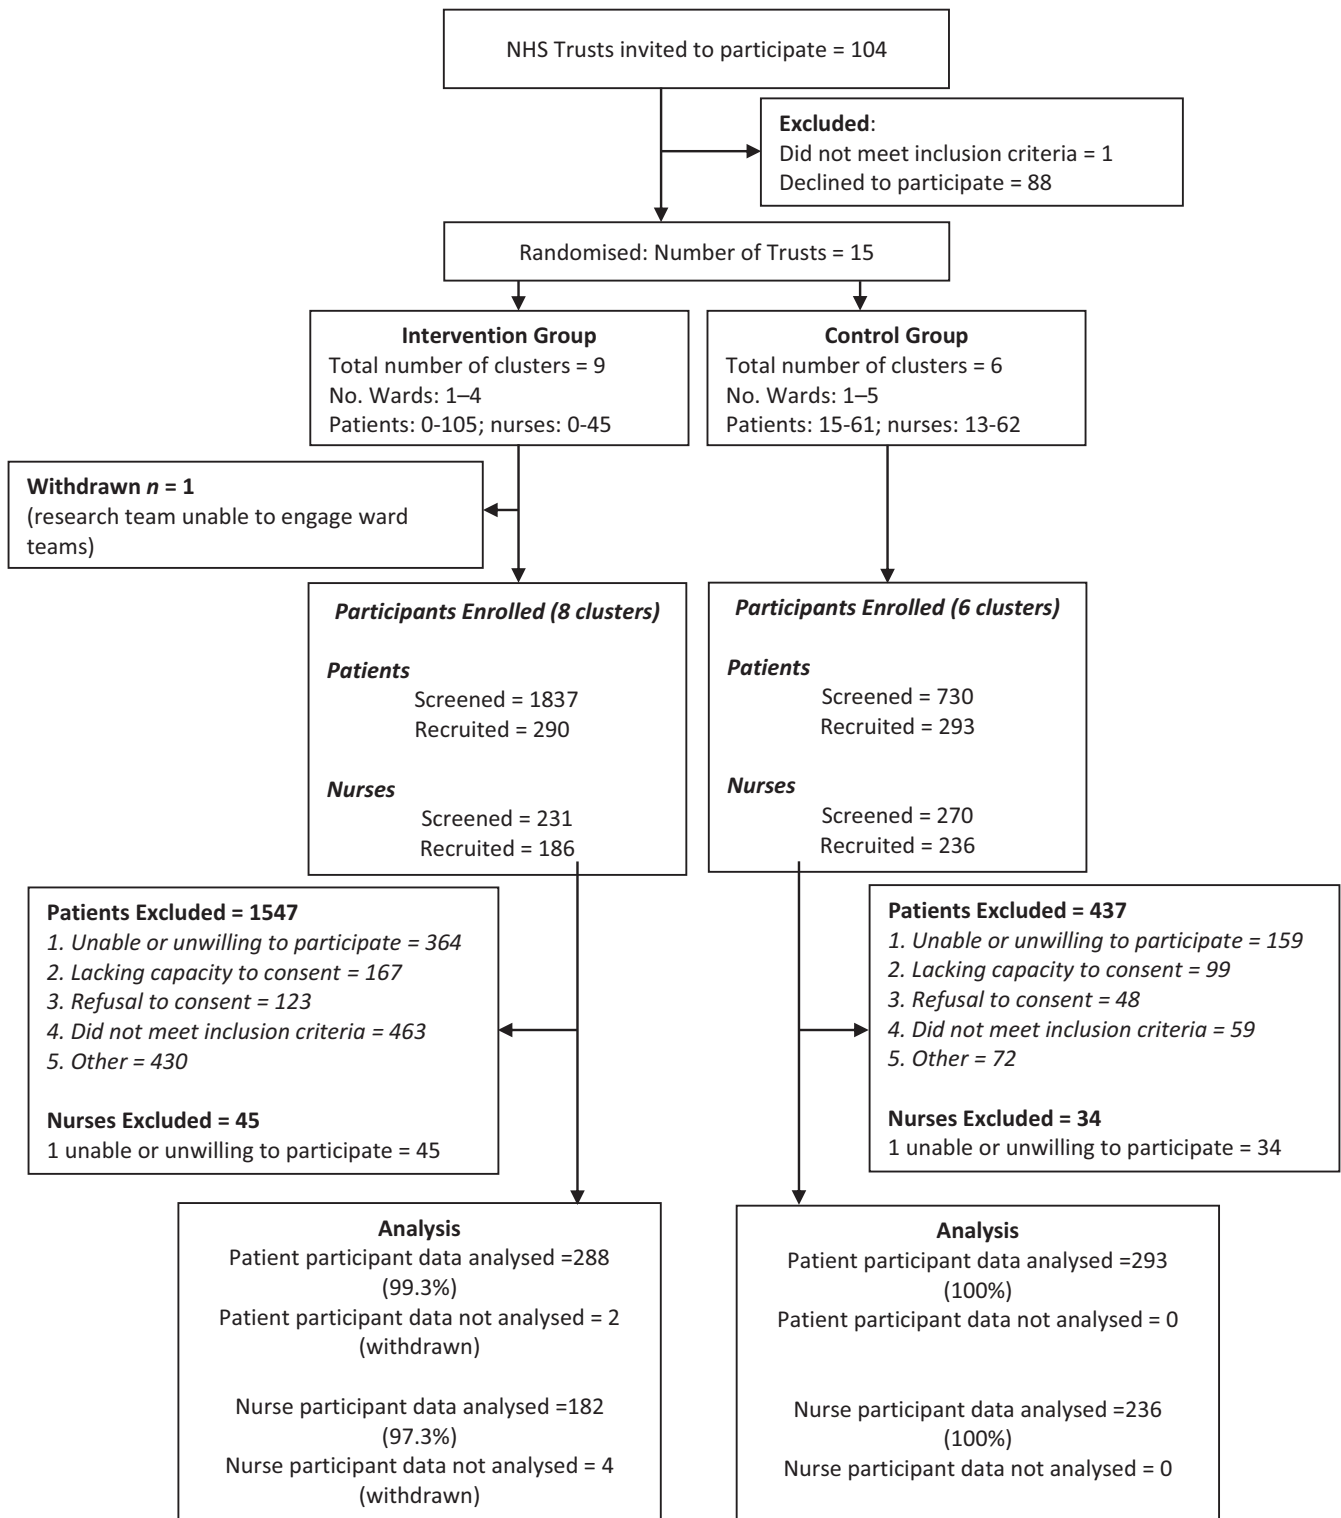 NHS Trusts invited to participate = 104
Excluded:
Did not meet inclusion criteria = 1
Declined to participate = 88
Randomised: Number of Trusts = 15
Intervention Group
Total number of clusters = 9
No. Wards: 1–4
Patients: 0-105; nurses: 0-45
Control Group
Total number of clusters = 6
No. Wards: 1–5
Patients: 15-61; nurses: 13-62
Withdrawn n = 1
(research team unable to engage ward
teams)
Participants Enrolled (8 clusters)
Patients
Screened = 1837
Recruited = 290
Nurses
Screened = 231
Recruited = 186
Participants Enrolled (6 clusters)
Patients
Screened = 730
Recruited = 293
Nurses
Screened = 270
Recruited = 236
Patients Excluded = 1547
1. Unable or unwilling to participate = 364
2. Lacking capacity to consent = 167
3. Refusal to consent = 123
4. Did not meet inclusion criteria = 463
5. Other = 430
Nurses Excluded = 45
1 unable or unwilling to participate = 45
Patients Excluded = 437
1. Unable or unwilling to participate = 159
2. Lacking capacity to consent = 99
3. Refusal to consent = 48
4. Did not meet inclusion criteria = 59
5. Other = 72
Nurses Excluded = 34
1 unable or unwilling to participate = 34
Analysis
Patient participant data analysed =288
(99.3%)
Patient participant data not analysed = 2
(withdrawn)
Nurse participant data analysed =182
(97.3%)
Nurse participant data not analysed = 4
(withdrawn)
Analysis
Patient participant data analysed =293
(100%)
Patient participant data not analysed = 0
Nurse participant data analysed =236
(100%)
Nurse participant data not analysed = 0